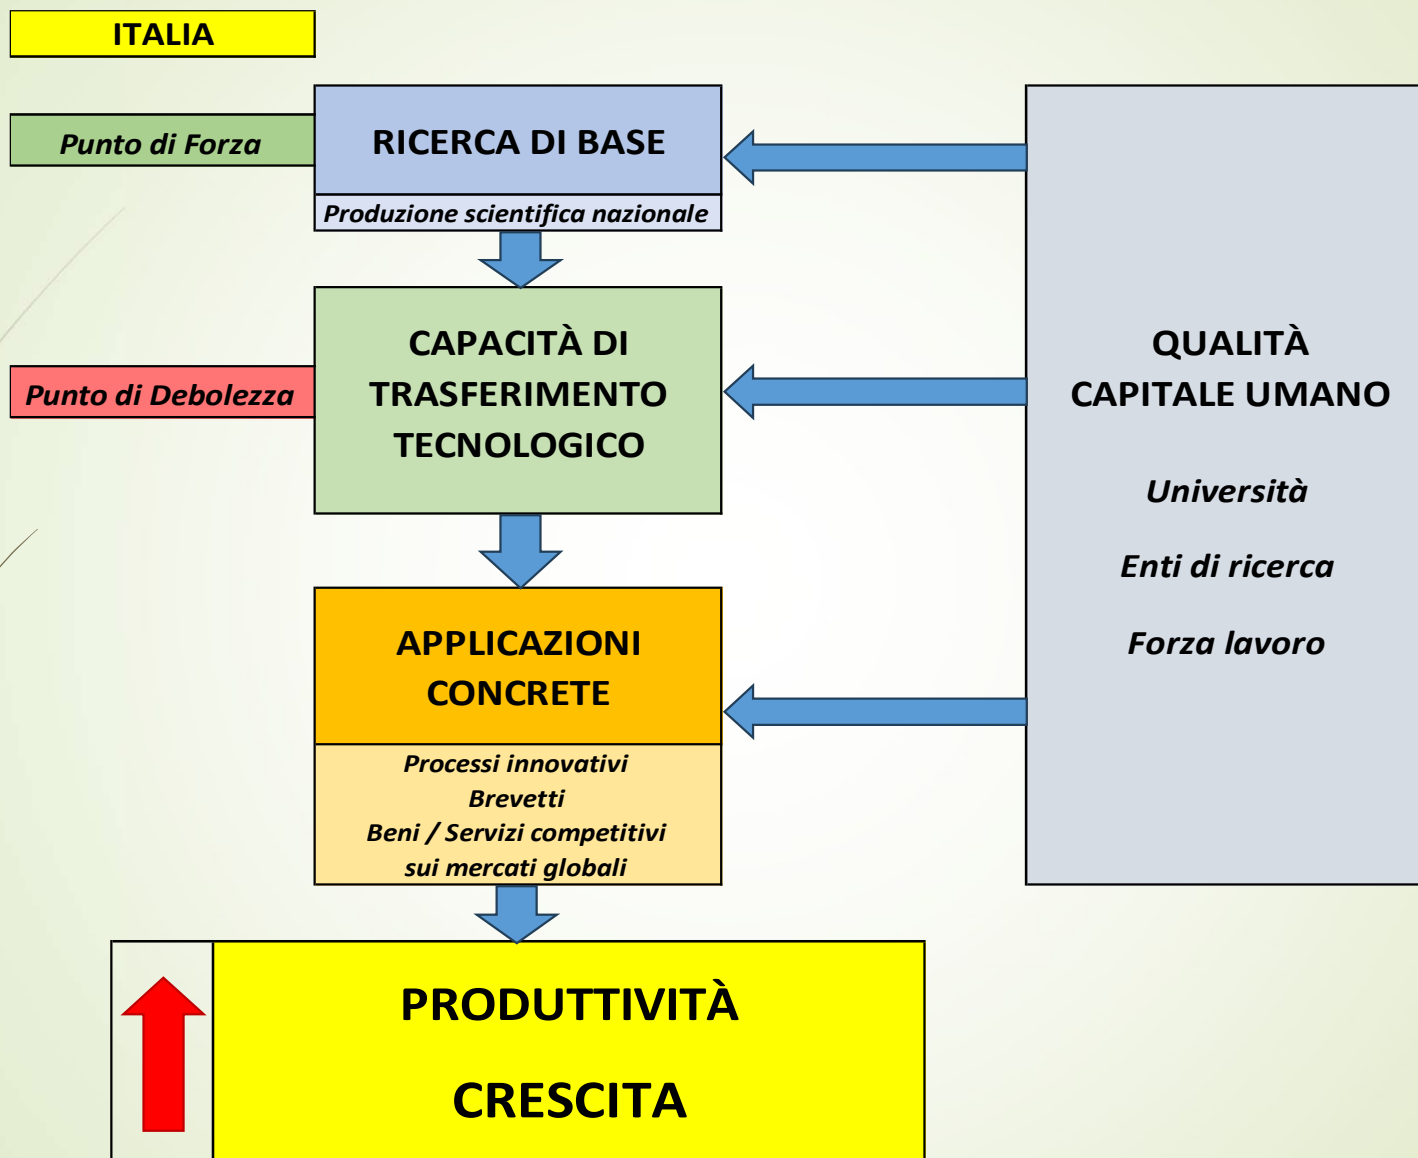 ITALIA
Punto di Forza
RICERCA DI BASE
Produzione scientifica nazionale
Punto di Debolezza
CAPACITÀ DI
TRASFERIMENTO
TECNOLOGICO
APPLICAZIONI
CONCRETE
Processi innovativi
Brevetti
Beni / Servizi competitivi
sui mercati globali
QUALITÀ
CAPITALE UMANO
Università
Enti di ricerca
Forza lavoro
PRODUTTIVITÀ
CRESCITA